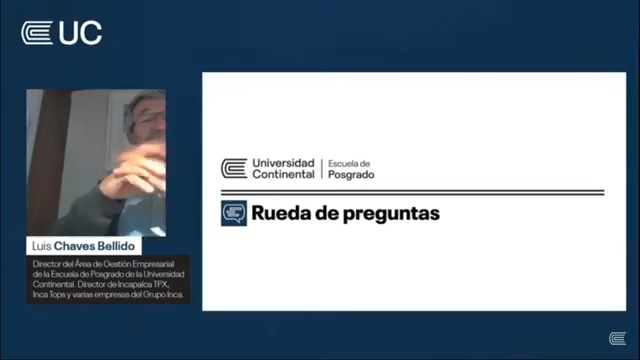 UC
Universidad
Continental
Escuela de
Posgrado
Rueda de preguntas
Luis Chaves Bellido
Director del Área de Gestión Empresarial
de la Escuela de Posgrado de la Universidad
Continental. Director de Incapalca TPX,
Inca Tops y varias empresas del Grupo Inca.